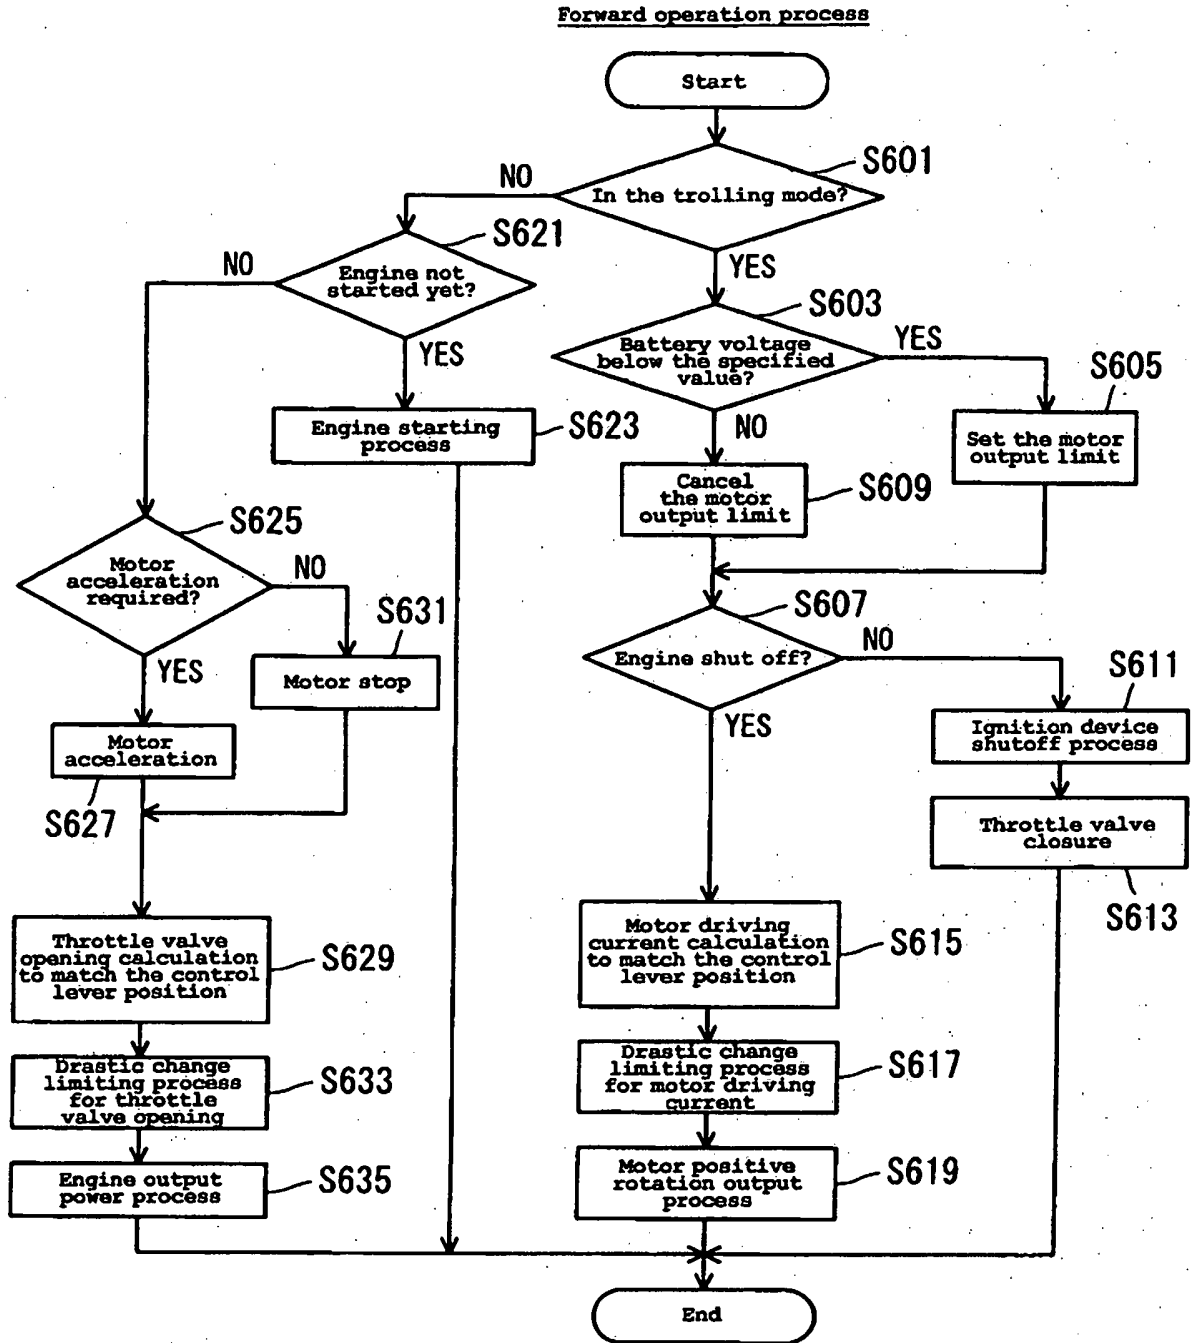 Forward operation process
Start
S601
NO
In the trolling mode?
S621
YES
NO
Engine not
started yet?
S603
YES
Battery voltage
below the specified
value?
YES
S605
Engine starting
process
S623
NO
Set the motor
output limit
Cancel
the motor
output limit
S609
S625
Motor
acceleration
required?
NO
S631
S607
Engine shut off?
NO
YES
Motor stop
S611
YES
Ignition device
shutoff process
Motor
acceleration
S627
Throttle valve
closure
S613
Throttle valve
opening calculation
to match the control
lever position
S629
Motor driving
current calculation
to match the control
lever position
S615
Drastic change
limiting process
for throttle
valve opening
S633
Drastic change
limiting process
for motor driving
current
S617
Engine output
power process
S635
Motor positive
rotation output
process
S619
End